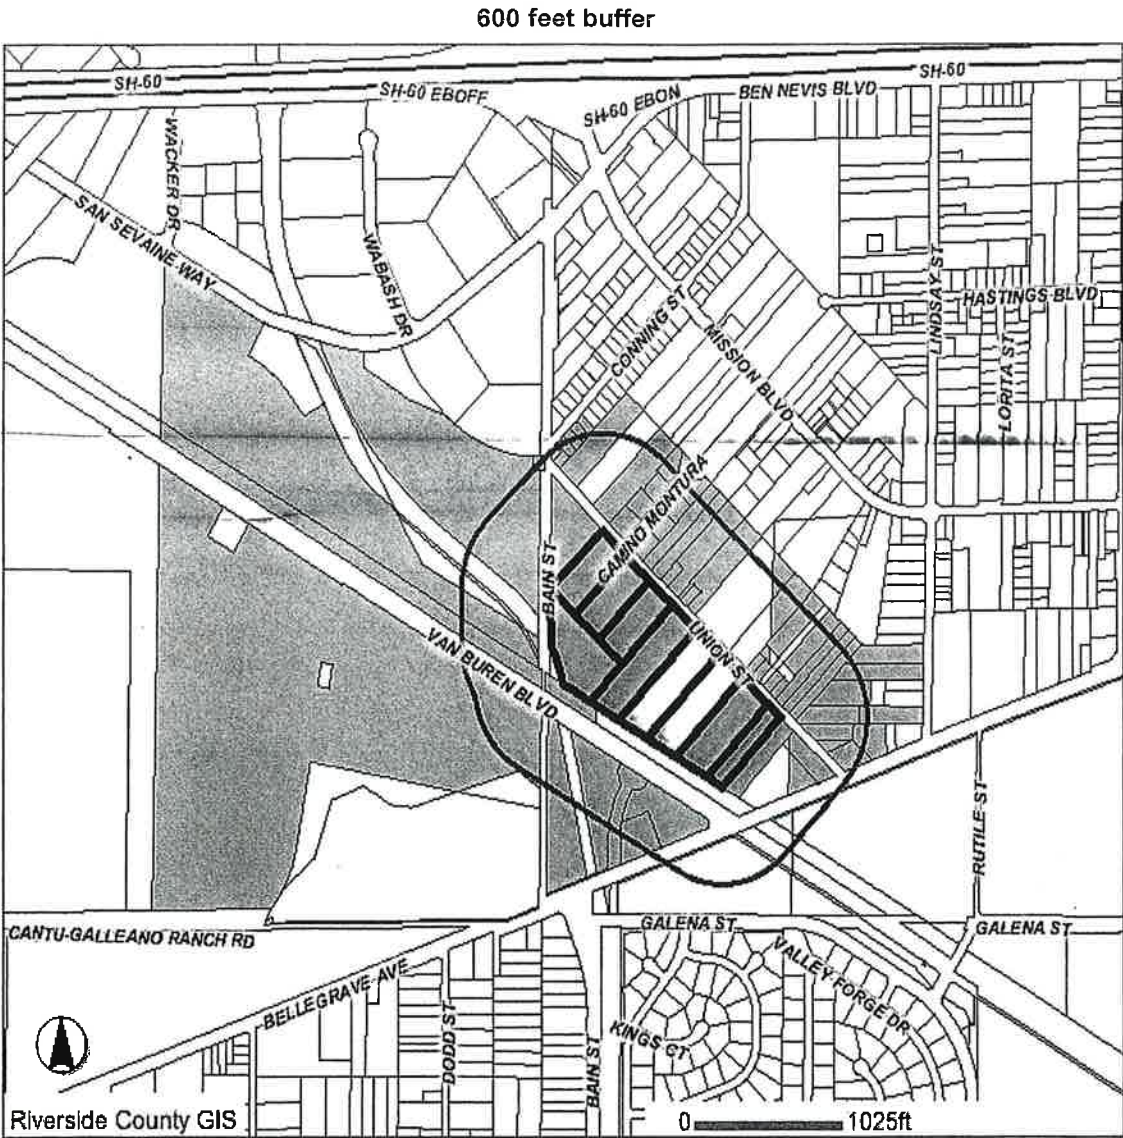 600 feet buffer
SH-60
SH-60 EBOFF
SH-60 EBON
BEN NEVIS BLVD
SH-60
WACKER DR
SAN SEVAINE WAY
WABASH DR
CONNING ST
MISSION BLVD
LINDSAY ST
HASTINGS BLVD
LORITA ST
CAMINO MONTURA
BAIN ST
UNION ST
VAN BUREN BLVD
RUTILE ST
CANTU-GALLEANO RANCH RD
GALENA ST
GALENA ST
BELLEGRAVE AVE
VALLEY FORGE DR
DODD ST
KINGS CT
BAIN ST
Riverside County GIS
0 1025ft